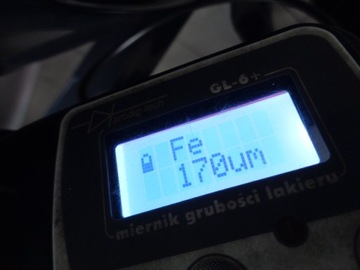 GL-6+
Fe
170um
miernik grubości lakieru